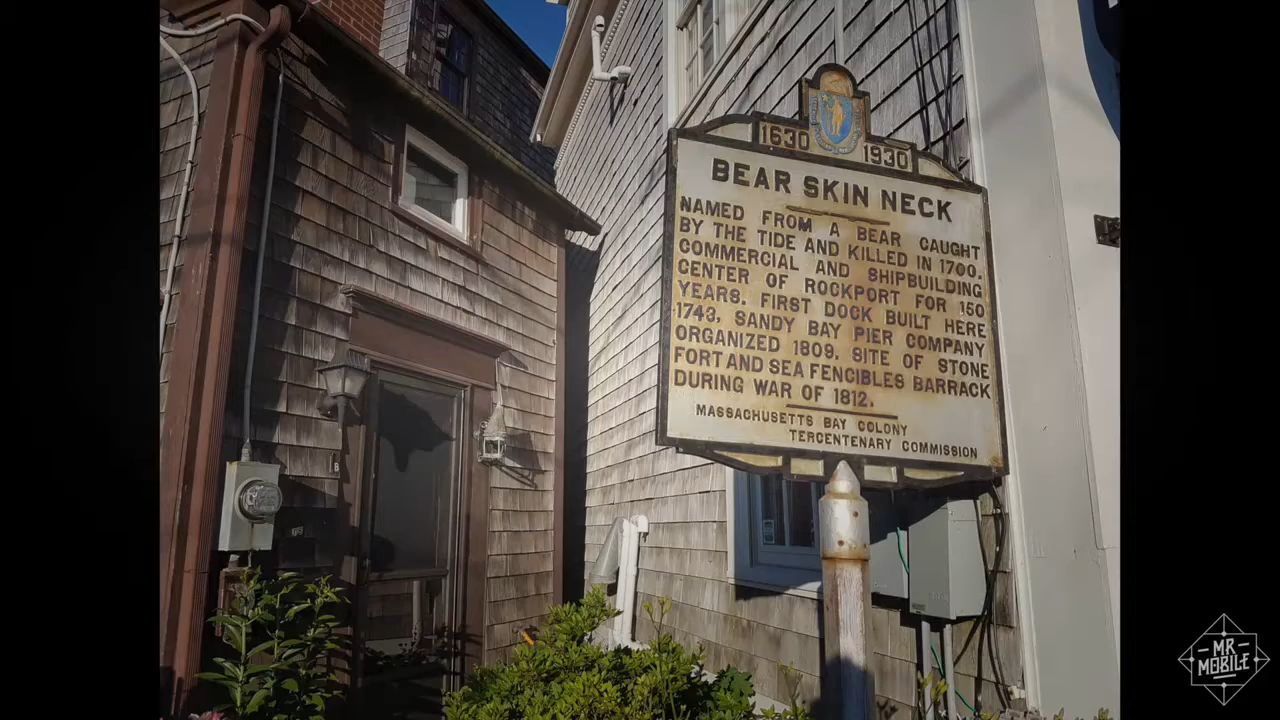 1630 1930
BEAR SKIN NECK
NAMED FROM A BEAR CAUGHT
BY THE TIDE AND KILLED IN 1700.
COMMERCIAL AND SHIPBUILDING
CENTER OF ROCKPORT FOR 150
YEARS. FIRST DOCK BUILT HERE
1743, SANDY BAY PIER COMPANY
ORGANIZED 1809. SITE OF STONE
FORT AND SEA FENCIBLES BARRACK
DURING WAR OF 1812.
MASSACHUSETTS BAY COLONY
TERCENTENARY COMMISSION
MR
MOBILE